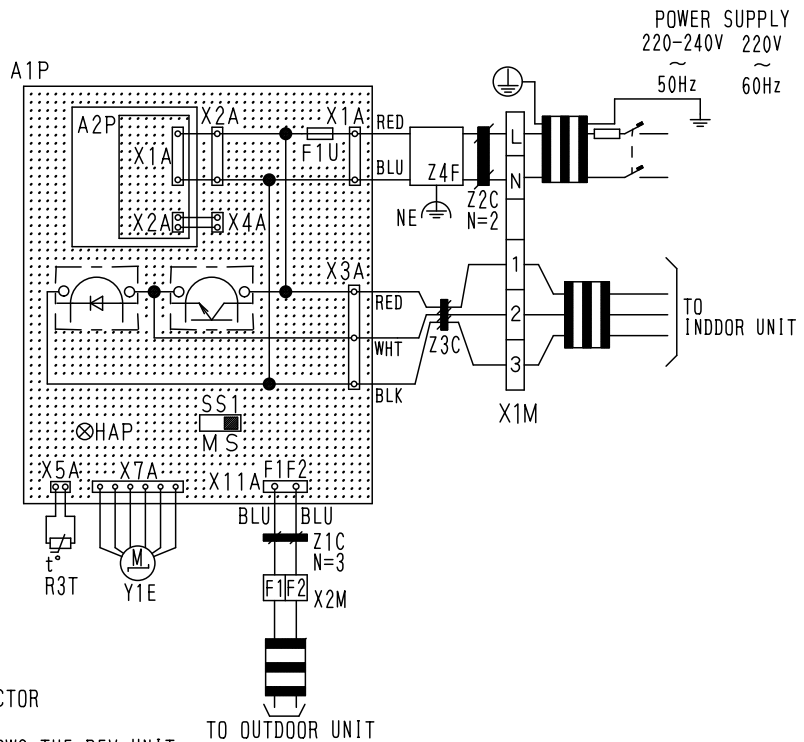 POWER SUPPLY
220-240V 220V
~ ~
50Hz 60Hz
A1P
A2P
X2A
X1A
RED
X1A
F1U
BLU
Z4F
L
N
Z2C
N=2
NE
X2A
X4A
X3A
RED
1
2
3
TO
INDDOR UNIT
WHT
Z3C
BLK
X1M
SS1
M S
HAP
X5A
X7A
X11A
F1F2
BLU
BLU
Z1C
N=3
t°
R3T
M
Y1E
F1 F2
X2M
CTOR
TO OUTDOOR UNIT